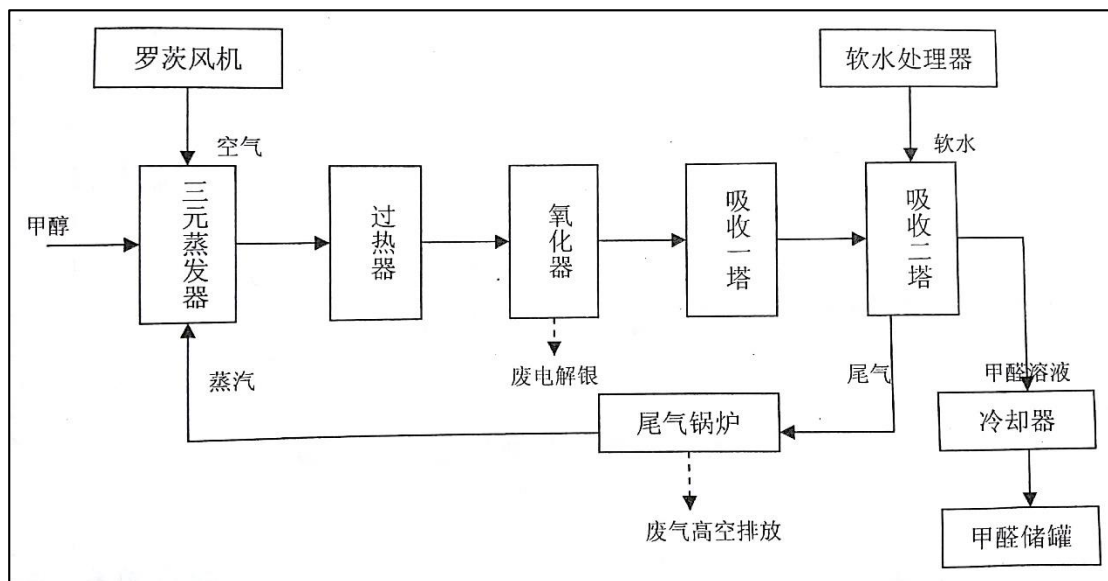 罗茨风机
软水处理器
空气
软水
甲醇
三元蒸发器
过热器
氧化器
吸收一塔
吸收二塔
蒸汽
废电解银
尾气
甲醛溶液
尾气锅炉
冷却器
废气高空排放
甲醛储罐